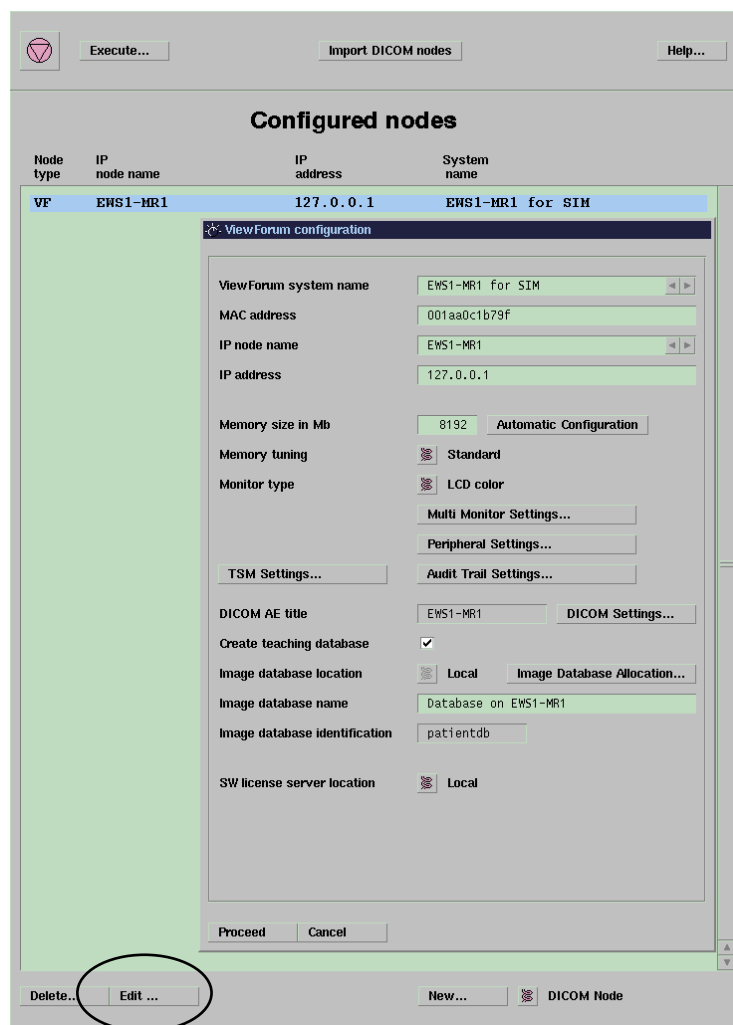 Execute... Import DICOM nodes Help...
Configured nodes
Node IP IP System
type node name address name
VF EWS1-MR1 127.0.0.1 EWS1-MR1 for SIM
ViewForum configuration
ViewForum system name EWS1-MR1 for SIM
MAC address 001aa0c1b79f
IP node name EWS1-MR1
IP address 127.0.0.1
Memory size in Mb 8192 Automatic Configuration
Memory tuning Standard
Monitor type LCD color
Multi Monitor Settings...
Peripheral Settings...
TSM Settings... Audit Trail Settings...
DICOM AE title EWS1-MR1 DICOM Settings...
Create teaching database
Image database location Local Image Database Allocation...
Image database name Database on EWS1-MR1
Image database identification patientdb
SW license server location Local
Proceed Cancel
Delete... Edit ... New... DICOM Node